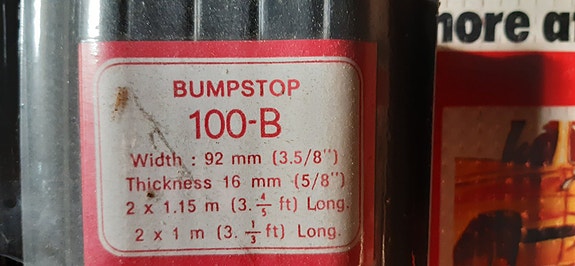 more a
BUMPSTOP
100-B
Width : 92 mm (3.5/8")
Thickness 16 mm (5/8")
2 x 1.15 m (3. 4/5 ft) Long.
2 x 1 m (3. 1/3 ft) Long.